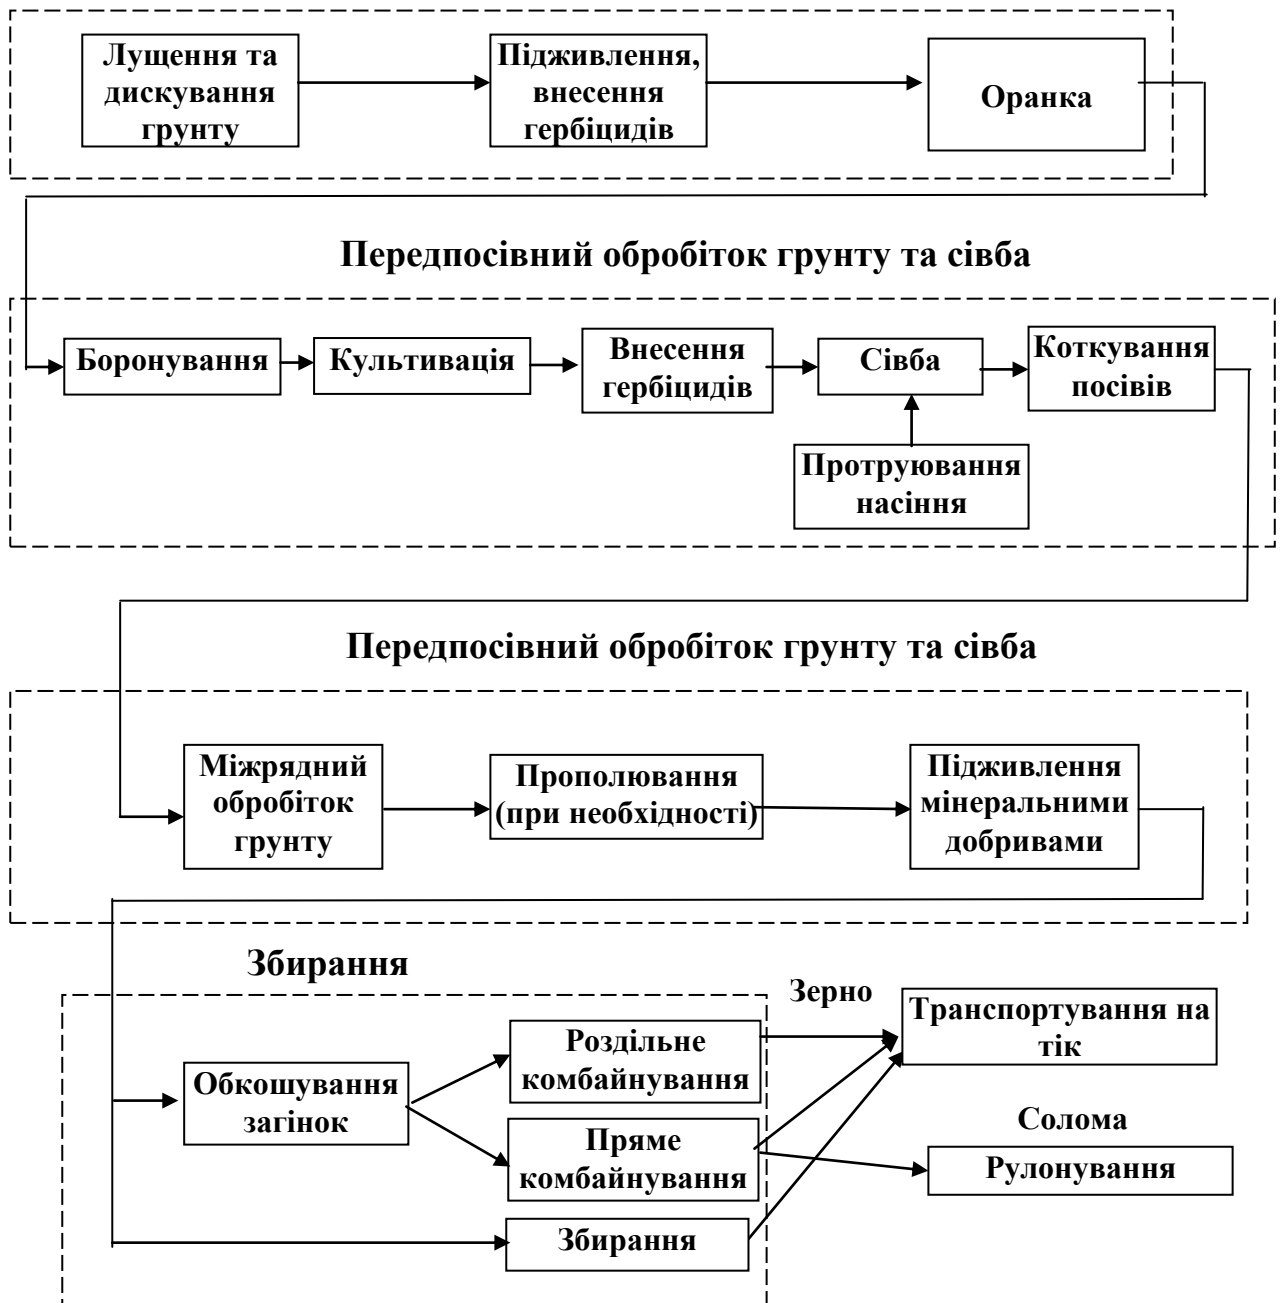 Лущення та
дискування
грунту
Підживлення,
внесення
гербіцидів
Оранка
Передпосівний обробіток грунту та сівба
Боронування
Культивація
Внесення
гербіцидів
Сівба
Коткування
посівів
Протруювання
насіння
Передпосівний обробіток грунту та сівба
Міжрядний
обробіток
грунту
Прополювання
(при необхідності)
Підживлення
мінеральними
добривами
Збирання
Обкошування
загінок
Роздільне
комбайнування
Пряме
комбайнування
Збирання
Зерно
Транспортування на
тік
Солома
Рулонування